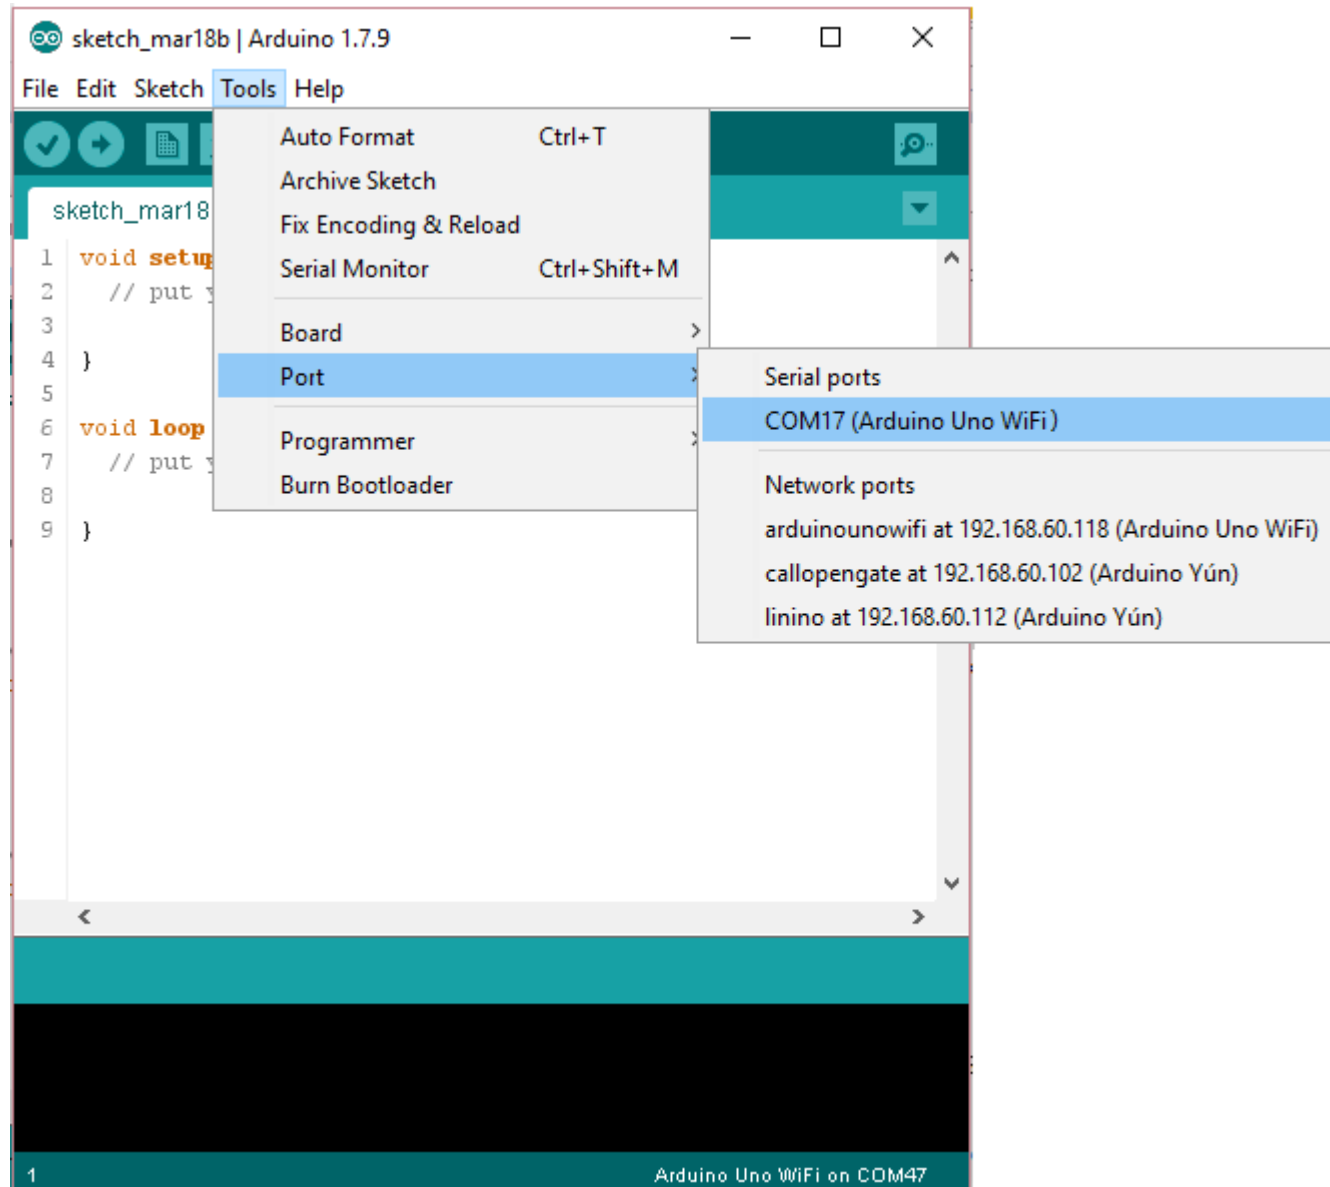 sketch_mar18b | Arduino 1.7.9
File Edit Sketch Tools Help
Auto Format Ctrl+T
Archive Sketch
Fix Encoding & Reload
Serial Monitor Ctrl+Shift+M
Board
Port
Programmer
Burn Bootloader
Serial ports
COM17 (Arduino Uno WiFi)
Network ports
arduinounowifi at 192.168.60.118 (Arduino Uno WiFi)
callopengate at 192.168.60.102 (Arduino Yún)
linino at 192.168.60.112 (Arduino Yún)
sketch_mar18
1 void setup
2 // put y
3
4 }
5
6 void loop
7 // put y
8
9 }
1 Arduino Uno WiFi on COM47